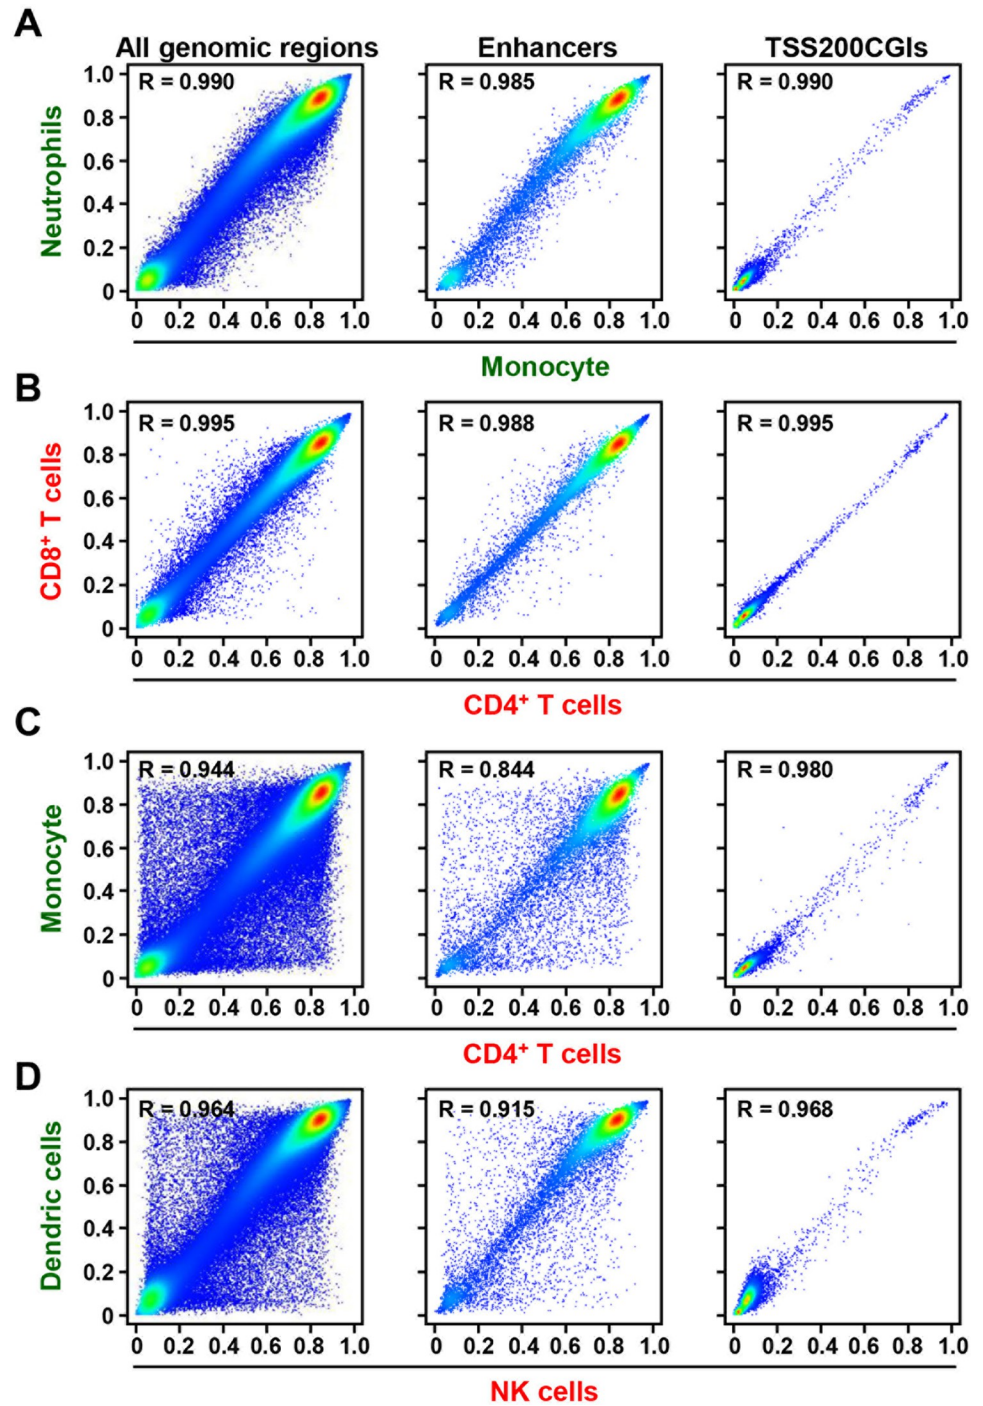 A
All genomic regions Enhancers TSS200CGIs
R = 0.990 R = 0.985 R = 0.990
Neutrophils
1.0
0.8
0.6
0.4
0.2
0
0 0.2 0.4 0.6 0.8 1.0 0 0.2 0.4 0.6 0.8 1.0 0 0.2 0.4 0.6 0.8 1.0
Monocyte
B
R = 0.995 R = 0.988 R = 0.995
CD8+ T cells
1.0
0.8
0.6
0.4
0.2
0
0 0.2 0.4 0.6 0.8 1.0 0 0.2 0.4 0.6 0.8 1.0 0 0.2 0.4 0.6 0.8 1.0
CD4+ T cells
C
R = 0.944 R = 0.844 R = 0.980
Monocyte
1.0
0.8
0.6
0.4
0.2
0
0 0.2 0.4 0.6 0.8 1.0 0 0.2 0.4 0.6 0.8 1.0 0 0.2 0.4 0.6 0.8 1.0
CD4+ T cells
D
R = 0.964 R = 0.915 R = 0.968
Dendric cells
1.0
0.8
0.6
0.4
0.2
0
0 0.2 0.4 0.6 0.8 1.0 0 0.2 0.4 0.6 0.8 1.0 0 0.2 0.4 0.6 0.8 1.0
NK cells